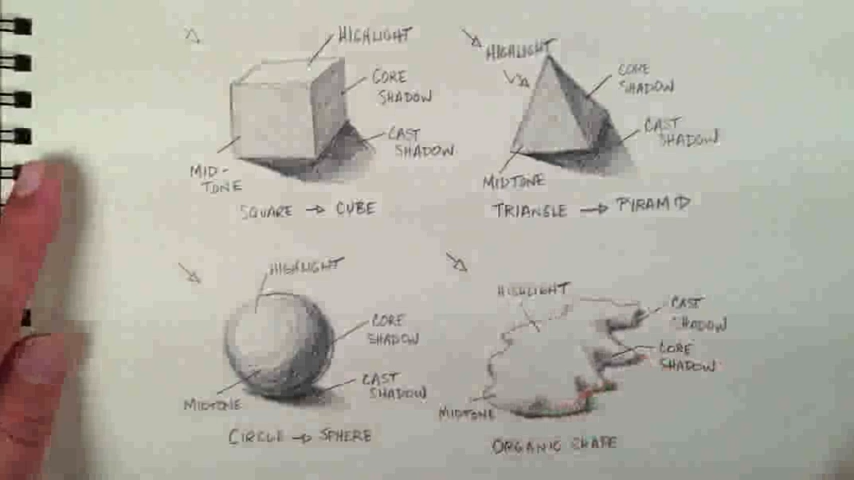 HIGHLIGHT
CORE
SHADOW
CAST
SHADOW
MID-
TONE
SQUARE → CUBE
HIGHLIGHT
CORE
SHADOW
CAST
SHADOW
MIDTONE
TRIANGLE → PYRAMID
HIGHLIGHT
CORE
SHADOW
CAST
SHADOW
MIDTONE
CIRCLE → SPHERE
HIGHLIGHT
CAST
SHADOW
CORE
SHADOW
MIDTONE
ORGANIC SHAPE